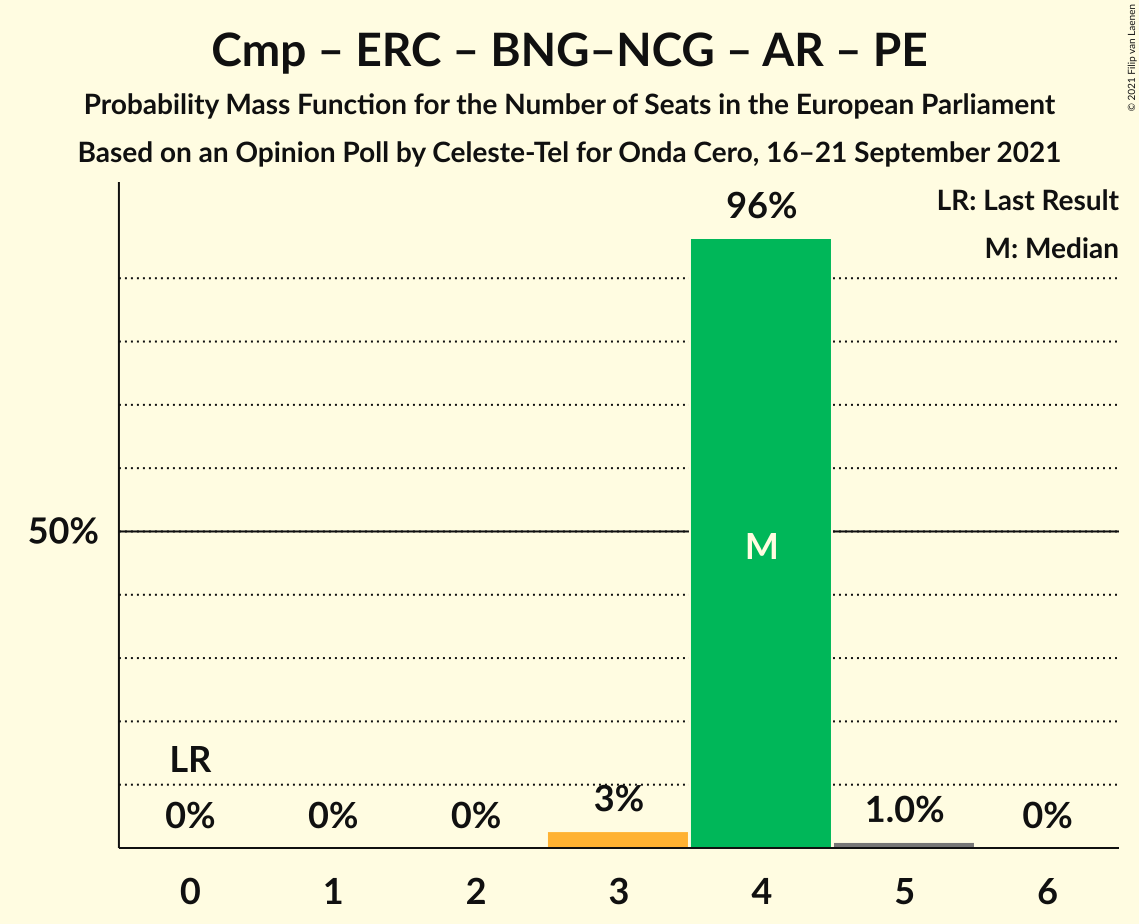 Cmp – ERC – BNG–NCG – AR – PE
Probability Mass Function for the Number of Seats in the European Parliament
Based on an Opinion Poll by Celeste-Tel for Onda Cero, 16–21 September 2021
© 2021 Filip van Laenen
LR: Last Result
M: Median
96%
50%
M
LR
0%
0%
0%
3%
1.0%
0%
0
1
2
3
4
5
6